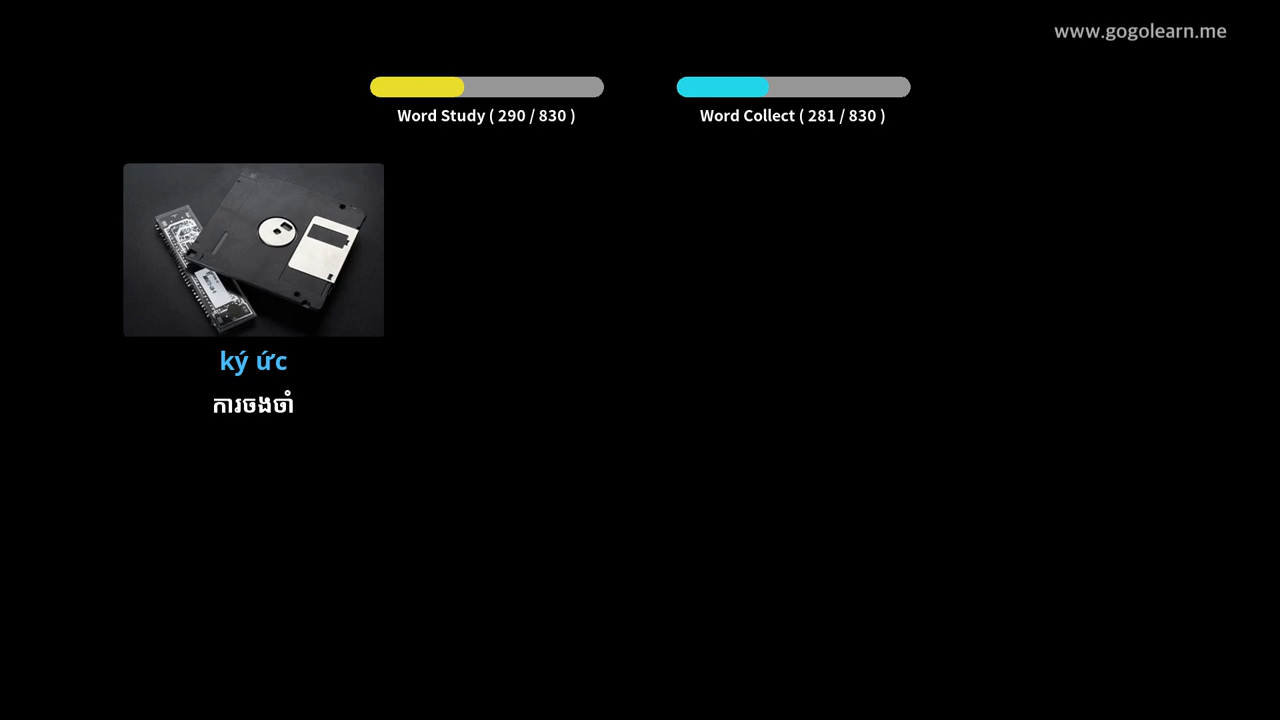 www.gogolearn.me
Word Study ( 290 / 830 )
Word Collect ( 281 / 830 )
ký ức
ការចងចាំ